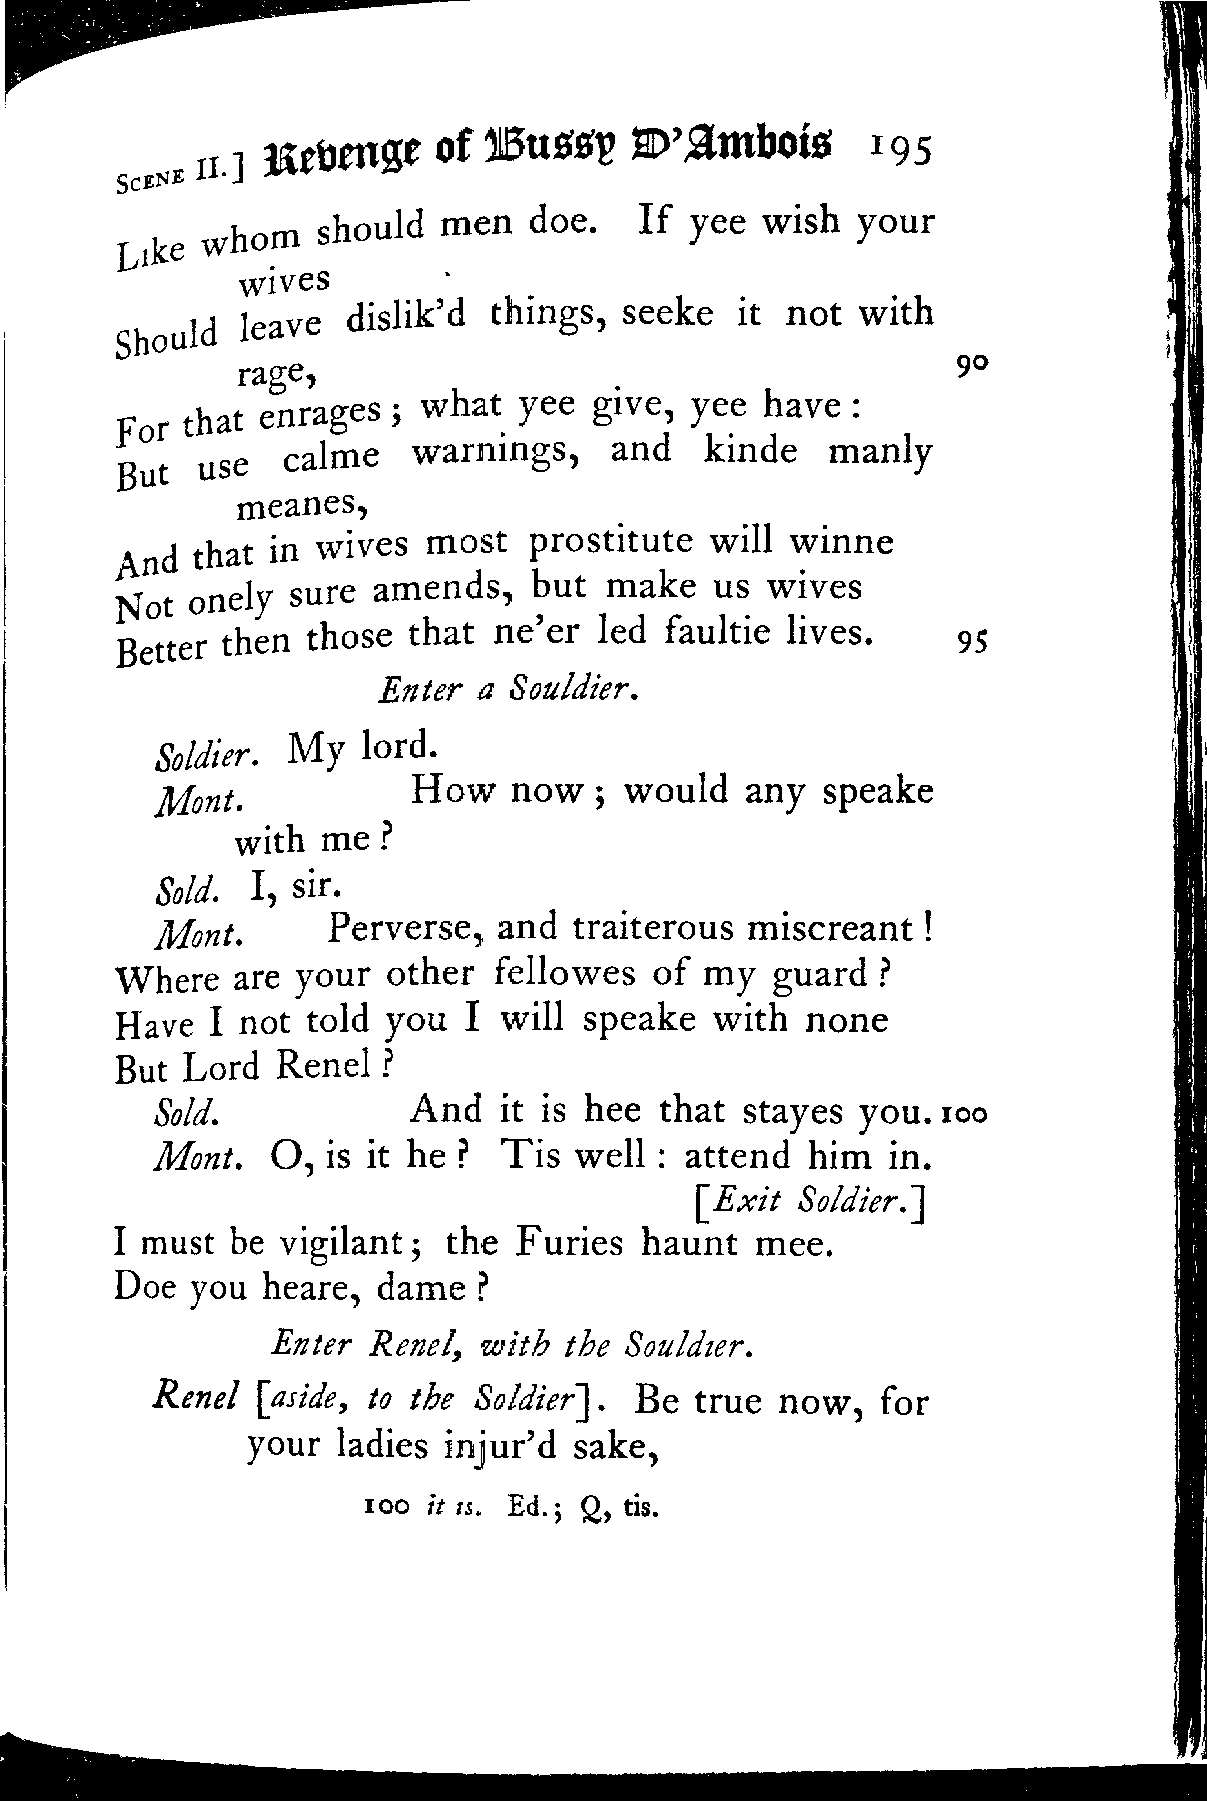 SCENE II.] Revenge of Bussy D'Ambois 195
Like whom should men doe. If yee wish your
wives
Should leave dislik'd things, seeke it not with
rage, 90
For that enrages; what yee give, yee have:
But use calme warnings, and kinde manly
meanes,
And that in wives most prostitute will winne
Not onely sure amends, but make us wives
Better then those that ne'er led faultie lives. 95
Enter a Souldier.
Soldier. My lord.
Mont. How now; would any speake
with me?
Sold. I, sir.
Mont. Perverse, and traiterous miscreant!
Where are your other fellowes of my guard?
Have I not told you I will speake with none
But Lord Renel?
Sold. And it is hee that stayes you. 100
Mont. O, is it he? Tis well: attend him in.
[Exit Soldier.]
I must be vigilant; the Furies haunt mee.
Doe you heare, dame?
Enter Renel, with the Souldier.
Renel [aside, to the Soldier]. Be true now, for
your ladies injur'd sake,
100 it is. Ed.; Q, tis.